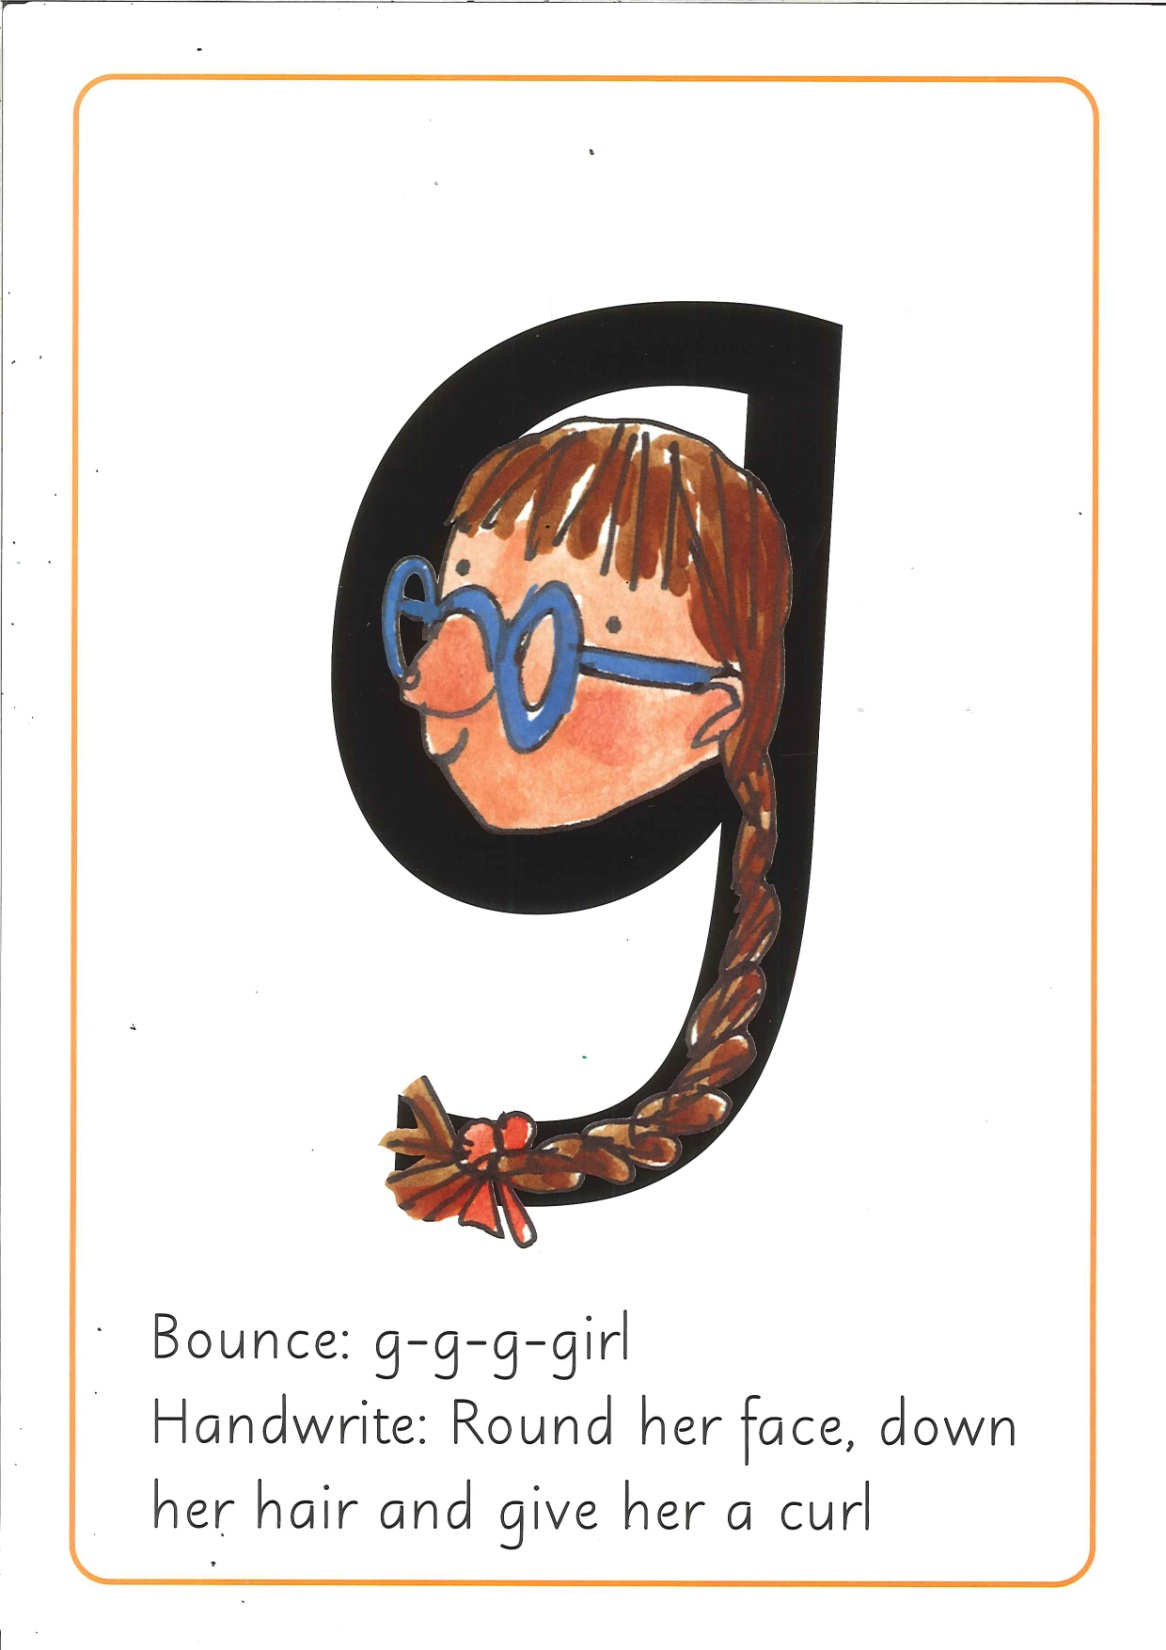 g
Bounce: g-g-g-girl
Handwrite: Round her face, down
her hair and give her a curl